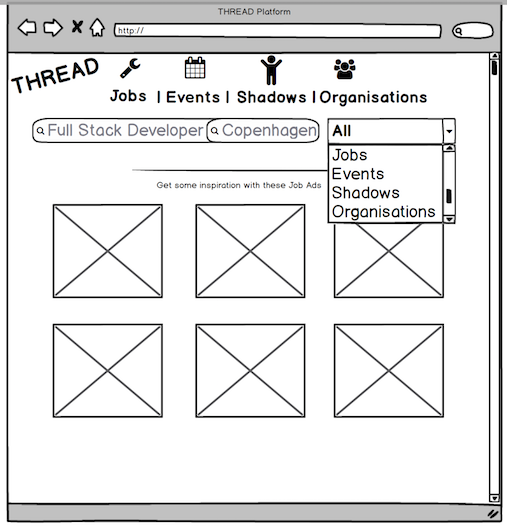 THREAD Platform
http://
THREAD
Jobs | Events | Shadows | Organisations
Full Stack Developer Copenhagen All
Jobs
Events
Shadows
Organisations
Get some inspiration with these Job Ads